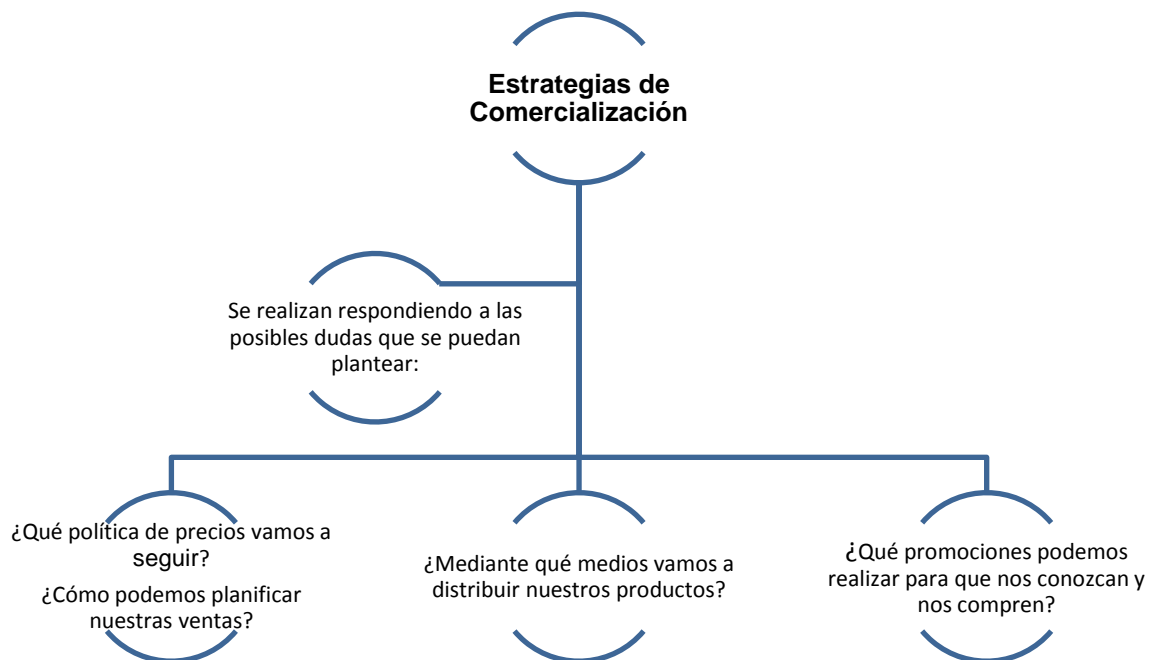 Estrategias de
Comercialización
Se realizan respondiendo a las
posibles dudas que se puedan
plantear:
¿Qué política de precios vamos a
seguir?
¿Cómo podemos planificar
nuestras ventas?
¿Mediante qué medios vamos a
distribuir nuestros productos?
¿Qué promociones podemos
realizar para que nos conozcan y
nos compren?